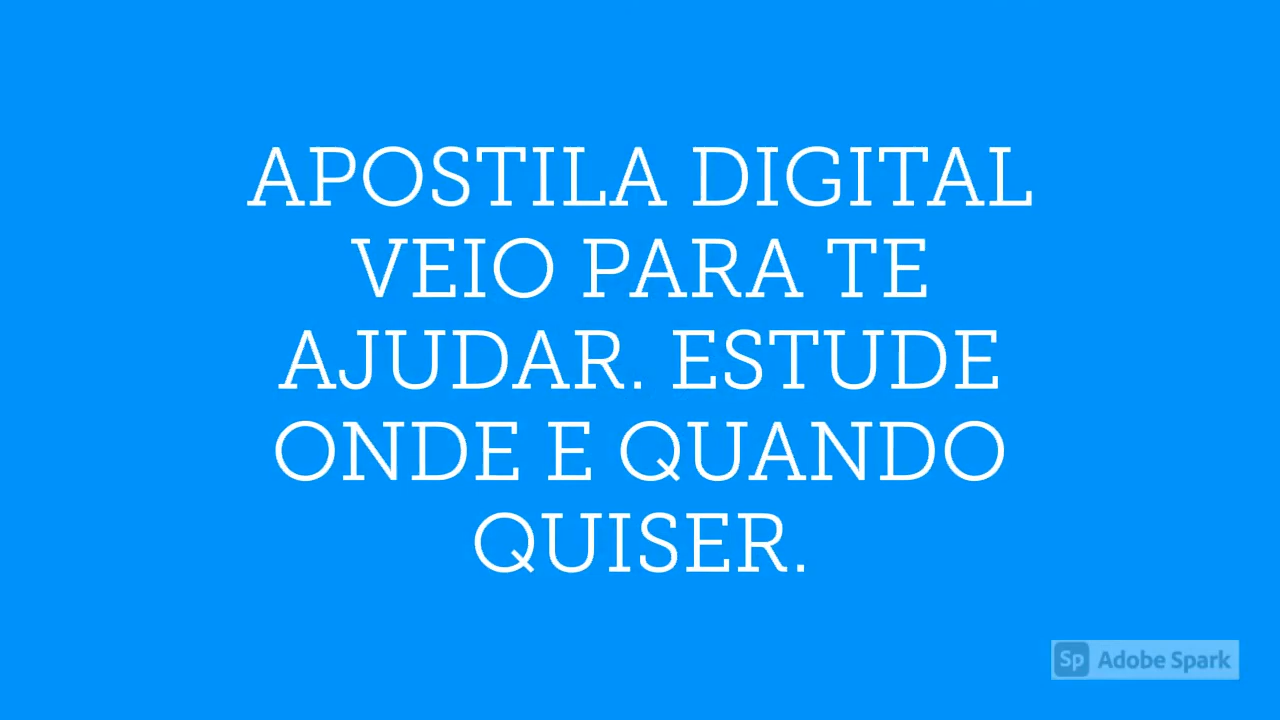 APOSTILA DIGITAL
VEIO PARA TE
AJUDAR. ESTUDE
ONDE E QUANDO
QUISER.
Sp Adobe Spark